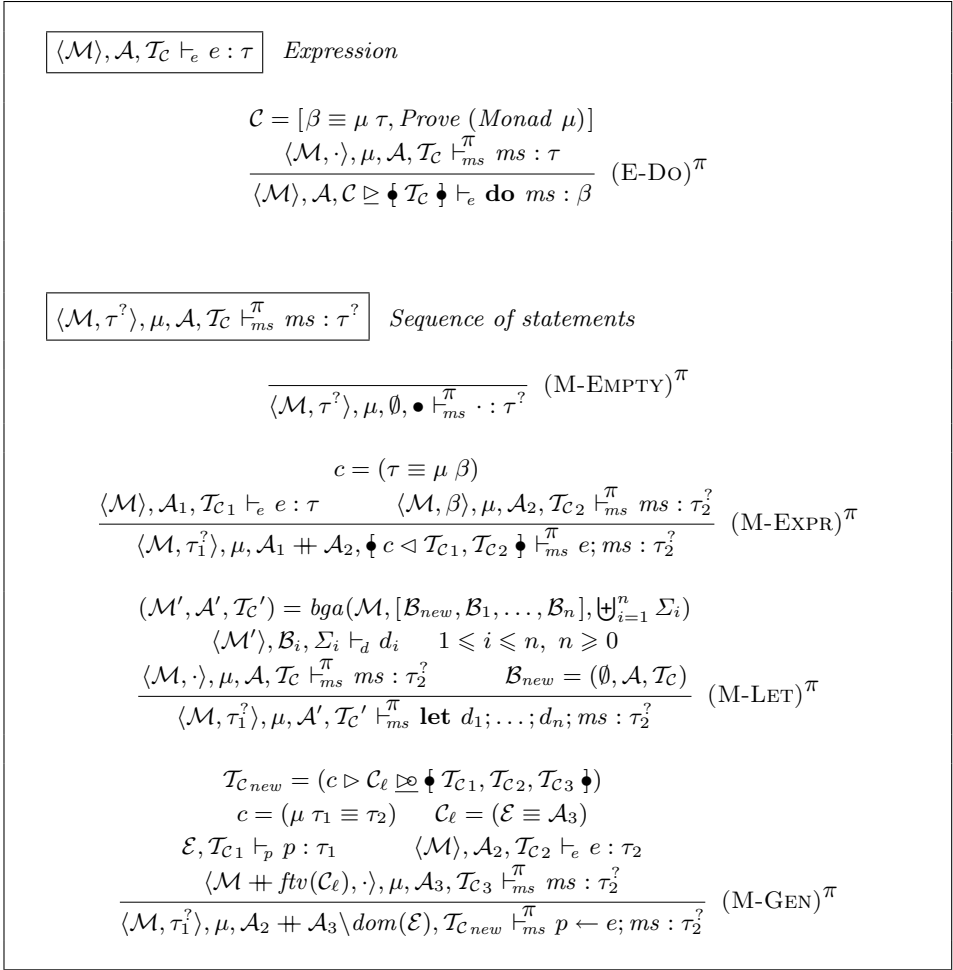 ⟨ℳ⟩, 𝒜, 𝒯_𝒞 ⊢_e e : τ Expression
𝒞 = [β ≡ μ τ, Prove (Monad μ)]
⟨ℳ, ·⟩, μ, 𝒜, 𝒯_𝒞 ⊢^π_ms ms : τ
⟨ℳ⟩, 𝒜, 𝒞 ⊵ ⦃ 𝒯_𝒞 ⦄ ⊢_e do ms : β (E-Do)^π
⟨ℳ, τ^?⟩, μ, 𝒜, 𝒯_𝒞 ⊢^π_ms ms : τ^? Sequence of statements
⟨ℳ, τ^?⟩, μ, ∅, • ⊢^π_ms · : τ^? (M-Empty)^π
c = (τ ≡ μ β)
⟨ℳ⟩, 𝒜_1, 𝒯_𝒞1 ⊢_e e : τ ⟨ℳ, β⟩, μ, 𝒜_2, 𝒯_𝒞2 ⊢^π_ms ms : τ_2^?
⟨ℳ, τ_1^?⟩, μ, 𝒜_1 ⧺ 𝒜_2, ⦃ c ◁ 𝒯_𝒞1, 𝒯_𝒞2 ⦄ ⊢^π_ms e; ms : τ_2^? (M-Expr)^π
(ℳ′, 𝒜′, 𝒯_𝒞′) = bga(ℳ, [ℬ_new, ℬ_1, . . . , ℬ_n], ⨄_{i=1}^n Σ_i)
⟨ℳ′⟩, ℬ_i, Σ_i ⊢_d d_i 1 ⩽ i ⩽ n, n ⩾ 0
⟨ℳ, ·⟩, μ, 𝒜, 𝒯_𝒞 ⊢^π_ms ms : τ_2^? ℬ_new = (∅, 𝒜, 𝒯_𝒞)
⟨ℳ, τ_1^?⟩, μ, 𝒜′, 𝒯_𝒞′ ⊢^π_ms let d_1; . . . ; d_n; ms : τ_2^? (M-Let)^π
𝒯_𝒞new = (c ▷ 𝒞_ℓ ⊵∞ ⦃ 𝒯_𝒞1, 𝒯_𝒞2, 𝒯_𝒞3 ⦄)
c = (μ τ_1 ≡ τ_2) 𝒞_ℓ = (ℰ ≡ 𝒜_3)
ℰ, 𝒯_𝒞1 ⊢_p p : τ_1 ⟨ℳ⟩, 𝒜_2, 𝒯_𝒞2 ⊢_e e : τ_2
⟨ℳ ⧺ ftv(𝒞_ℓ), ·⟩, μ, 𝒜_3, 𝒯_𝒞3 ⊢^π_ms ms : τ_2^?
⟨ℳ, τ_1^?⟩, μ, 𝒜_2 ⧺ 𝒜_3\dom(ℰ), 𝒯_𝒞new ⊢^π_ms p ← e; ms : τ_2^? (M-Gen)^π